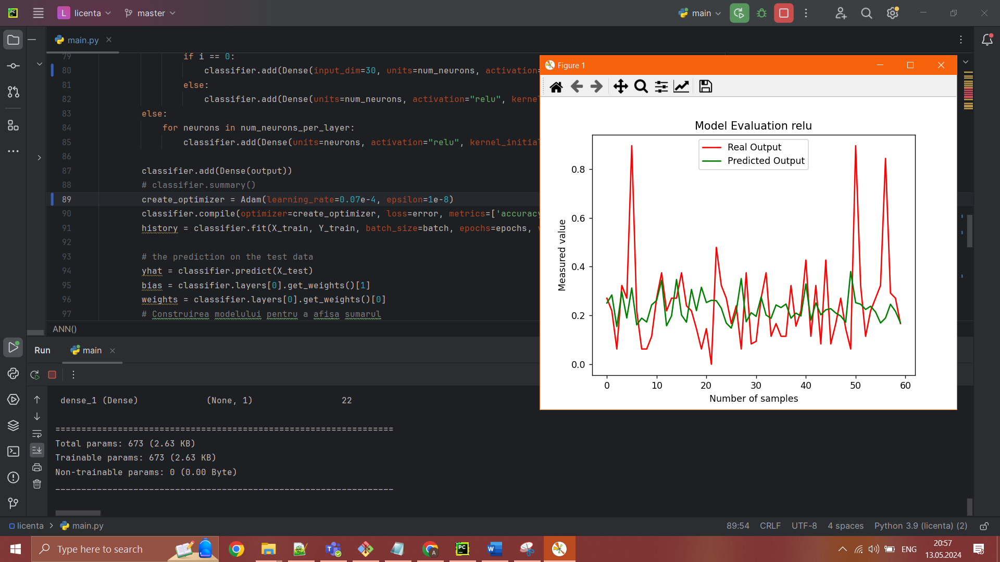 L licenta master main
main.py
79 if i == 0:
80 classifier.add(Dense(input_dim=30, units=num_neurons, activation=
81 else:
82 classifier.add(Dense(units=num_neurons, activation="relu", kernel
83 else:
84 for neurons in num_neurons_per_layer:
85 classifier.add(Dense(units=neurons, activation="relu", kernel_initial
86
87 classifier.add(Dense(output))
88 # classifier.summary()
89 create_optimizer = Adam(learning_rate=0.07e-4, epsilon=1e-8)
90 classifier.compile(optimizer=create_optimizer, loss=error, metrics=['accuracy
91 history = classifier.fit(X_train, Y_train, batch_size=batch, epochs=epochs, v
92
93 # the prediction on the test data
94 yhat = classifier.predict(X_test)
95 bias = classifier.layers[0].get_weights()[1]
96 weights = classifier.layers[0].get_weights()[0]
97 # Construirea modelului pentru a afisa sumarul
ANN()
Figure 1
Model Evaluation relu
Real Output
Predicted Output
Measured value
0.8
0.6
0.4
0.2
0.0
0 10 20 30 40 50 60
Number of samples
Run main
dense_1 (Dense) (None, 1) 22
=================================================================
Total params: 673 (2.63 KB)
Trainable params: 673 (2.63 KB)
Non-trainable params: 0 (0.00 Byte)
_________________________________________________________________
licenta > main.py 89:54 CRLF UTF-8 4 spaces Python 3.9 (licenta) (2)
Type here to search
PC
W
A
T
ENG
20:57
13.05.2024